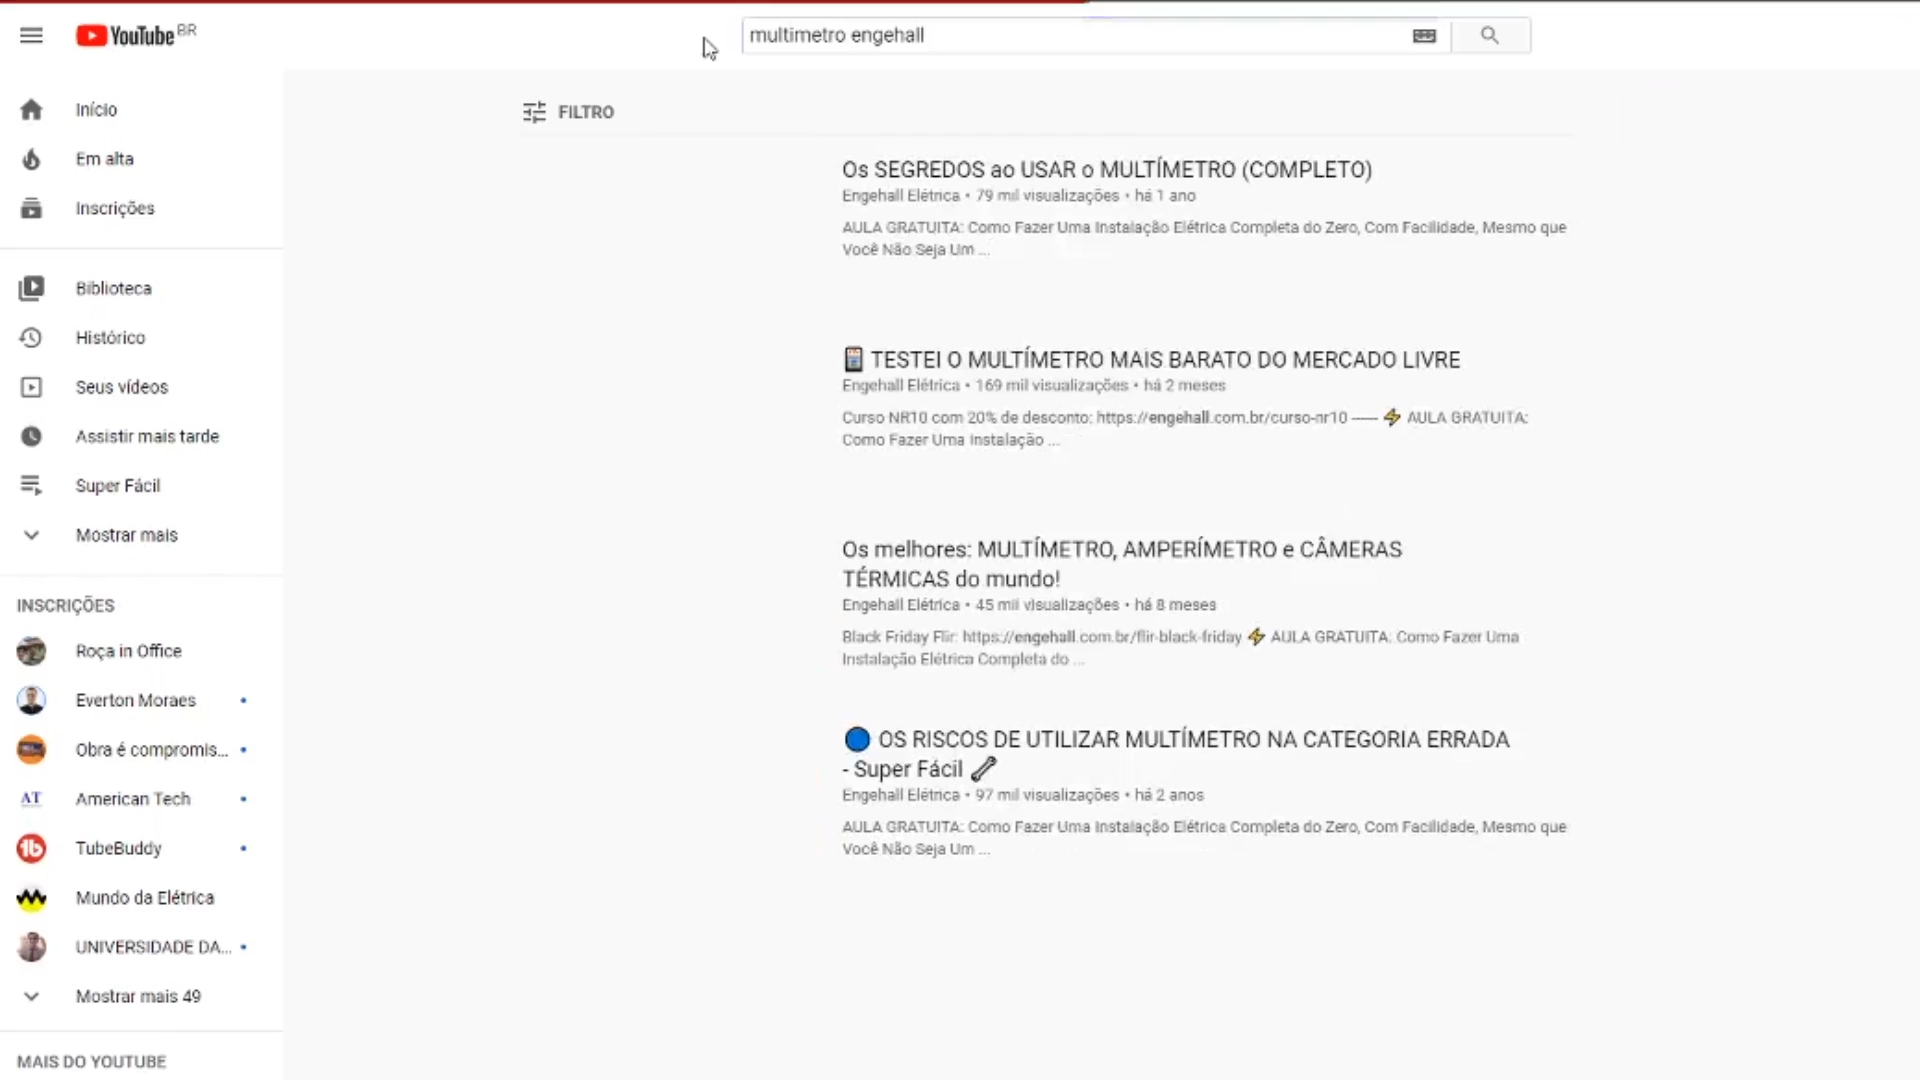 YouTube BR
multimetro engehall
Início
Em alta
Inscrições
Biblioteca
Histórico
Seus vídeos
Assistir mais tarde
Super Fácil
Mostrar mais
INSCRIÇÕES
Roça in Office
Everton Moraes
Obra é compromis...
AT American Tech
TubeBuddy
Mundo da Elétrica
UNIVERSIDADE DA...
Mostrar mais 49
MAIS DO YOUTUBE
FILTRO
Os SEGREDOS ao USAR o MULTÍMETRO (COMPLETO)
Engehall Elétrica • 79 mil visualizações • há 1 ano
AULA GRATUITA: Como Fazer Uma Instalação Elétrica Completa do Zero, Com Facilidade, Mesmo que
Você Não Seja Um ...
TESTEI O MULTÍMETRO MAIS BARATO DO MERCADO LIVRE
Engehall Elétrica • 169 mil visualizações • há 2 meses
Curso NR10 com 20% de desconto: https://engehall.com.br/curso-nr10 —— ⚡ AULA GRATUITA:
Como Fazer Uma Instalação ...
Os melhores: MULTÍMETRO, AMPERÍMETRO e CÂMERAS
TÉRMICAS do mundo!
Engehall Elétrica • 45 mil visualizações • há 8 meses
Black Friday Flir: https://engehall.com.br/flir-black-friday ⚡ AULA GRATUITA: Como Fazer Uma
Instalação Elétrica Completa do ...
🔵 OS RISCOS DE UTILIZAR MULTÍMETRO NA CATEGORIA ERRADA
- Super Fácil 🔧
Engehall Elétrica • 97 mil visualizações • há 2 anos
AULA GRATUITA: Como Fazer Uma Instalação Elétrica Completa do Zero, Com Facilidade, Mesmo que
Você Não Seja Um ...